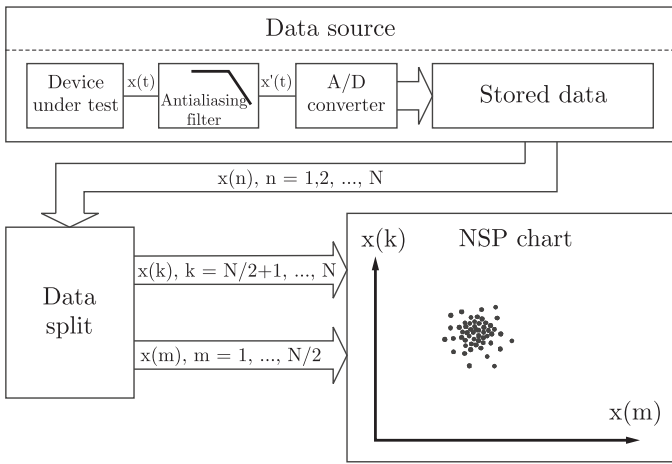 Data source
Device
under test
x(t)
Antialiasing
filter
x'(t)
A/D
converter
Stored data
x(n), n = 1,2, ..., N
Data
split
x(k), k = N/2+1, ..., N
x(m), m = 1, ..., N/2
NSP chart
x(k)
x(m)